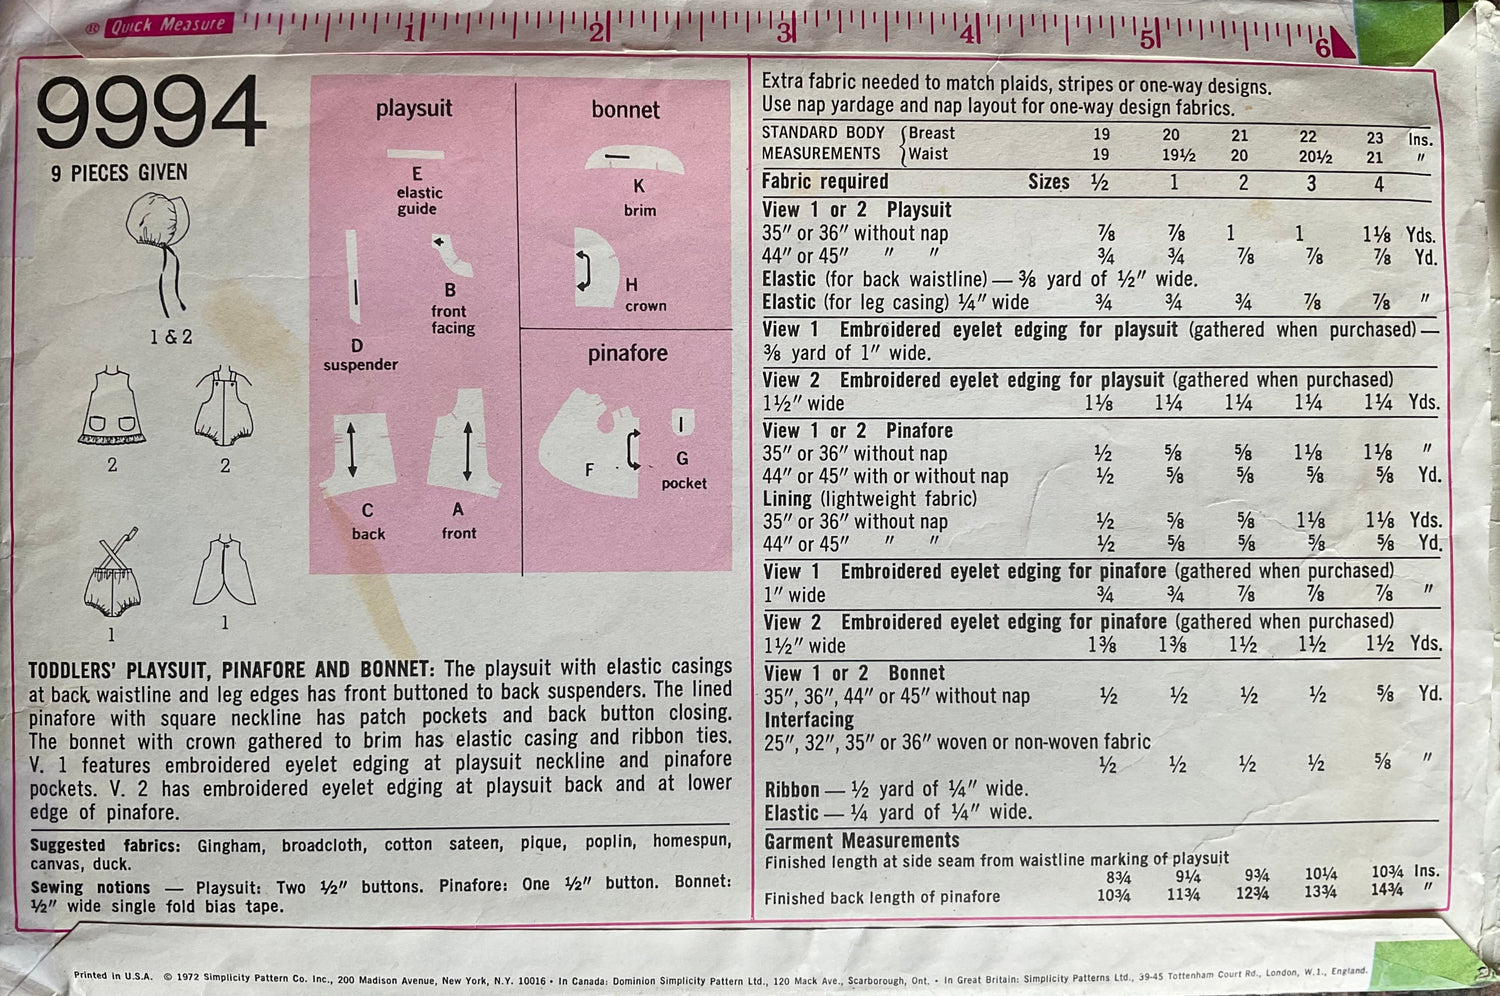 ® Quick Measure 1 2 3 4 5 6
9994
9 PIECES GIVEN
1 & 2
2 2
1 1
playsuit
E
elastic
guide
B
front
facing
D
suspender
C
back
A
front
bonnet
K
brim
H
crown
pinafore
F
G
pocket
TODDLERS' PLAYSUIT, PINAFORE AND BONNET: The playsuit with elastic casings
at back waistline and leg edges has front buttoned to back suspenders. The lined
pinafore with square neckline has patch pockets and back button closing.
The bonnet with crown gathered to brim has elastic casing and ribbon ties.
V. 1 features embroidered eyelet edging at playsuit neckline and pinafore
pockets. V. 2 has embroidered eyelet edging at playsuit back and at lower
edge of pinafore.
Suggested fabrics: Gingham, broadcloth, cotton sateen, pique, poplin, homespun,
canvas, duck.
Sewing notions — Playsuit: Two ½" buttons. Pinafore: One ½" button. Bonnet:
½" wide single fold bias tape.
Extra fabric needed to match plaids, stripes or one-way designs.
Use nap yardage and nap layout for one-way design fabrics.
STANDARD BODY { Breast 19 20 21 22 23 Ins.
MEASUREMENTS Waist 19 19½ 20 20½ 21 "
Fabric required Sizes ½ 1 2 3 4
View 1 or 2 Playsuit
35" or 36" without nap ⅞ ⅞ 1 1 1⅛ Yds.
44" or 45" " " ¾ ¾ ⅞ ⅞ ⅞ Yd.
Elastic (for back waistline) — ⅜ yard of ½" wide.
Elastic (for leg casing) ¼" wide ¾ ¾ ¾ ⅞ ⅞ "
View 1 Embroidered eyelet edging for playsuit (gathered when purchased) —
⅜ yard of 1" wide.
View 2 Embroidered eyelet edging for playsuit (gathered when purchased)
1½" wide 1⅛ 1¼ 1¼ 1¼ 1¼ Yds.
View 1 or 2 Pinafore
35" or 36" without nap ½ ⅝ ⅝ 1⅛ 1⅛ "
44" or 45" with or without nap ½ ⅝ ⅝ ⅝ ⅝ Yd.
Lining (lightweight fabric)
35" or 36" without nap ½ ⅝ ⅝ 1⅛ 1⅛ Yds.
44" or 45" " " ½ ⅝ ⅝ ⅝ ⅝ Yd.
View 1 Embroidered eyelet edging for pinafore (gathered when purchased)
1" wide ¾ ¾ ⅞ ⅞ ⅞ "
View 2 Embroidered eyelet edging for pinafore (gathered when purchased)
1½" wide 1⅜ 1⅜ 1½ 1½ 1½ Yds.
View 1 or 2 Bonnet
35", 36", 44" or 45" without nap ½ ½ ½ ½ ⅝ Yd.
Interfacing
25", 32", 35" or 36" woven or non-woven fabric
½ ½ ½ ½ ⅝ "
Ribbon — ½ yard of ¼" wide.
Elastic — ¼ yard of ¼" wide.
Garment Measurements
Finished length at side seam from waistline marking of playsuit
8¾ 9¼ 9¾ 10¼ 10¾ Ins.
Finished back length of pinafore 10¾ 11¾ 12¾ 13¾ 14¾ "
Printed in U.S.A. © 1972 Simplicity Pattern Co. Inc., 200 Madison Avenue, New York, N.Y. 10016 • In Canada: Dominion Simplicity Pattern Ltd., 120 Mack Ave., Scarborough, Ont. • In Great Britain: Simplicity Patterns Ltd., 39-45 Tottenham Court Rd., London, W.1., England.